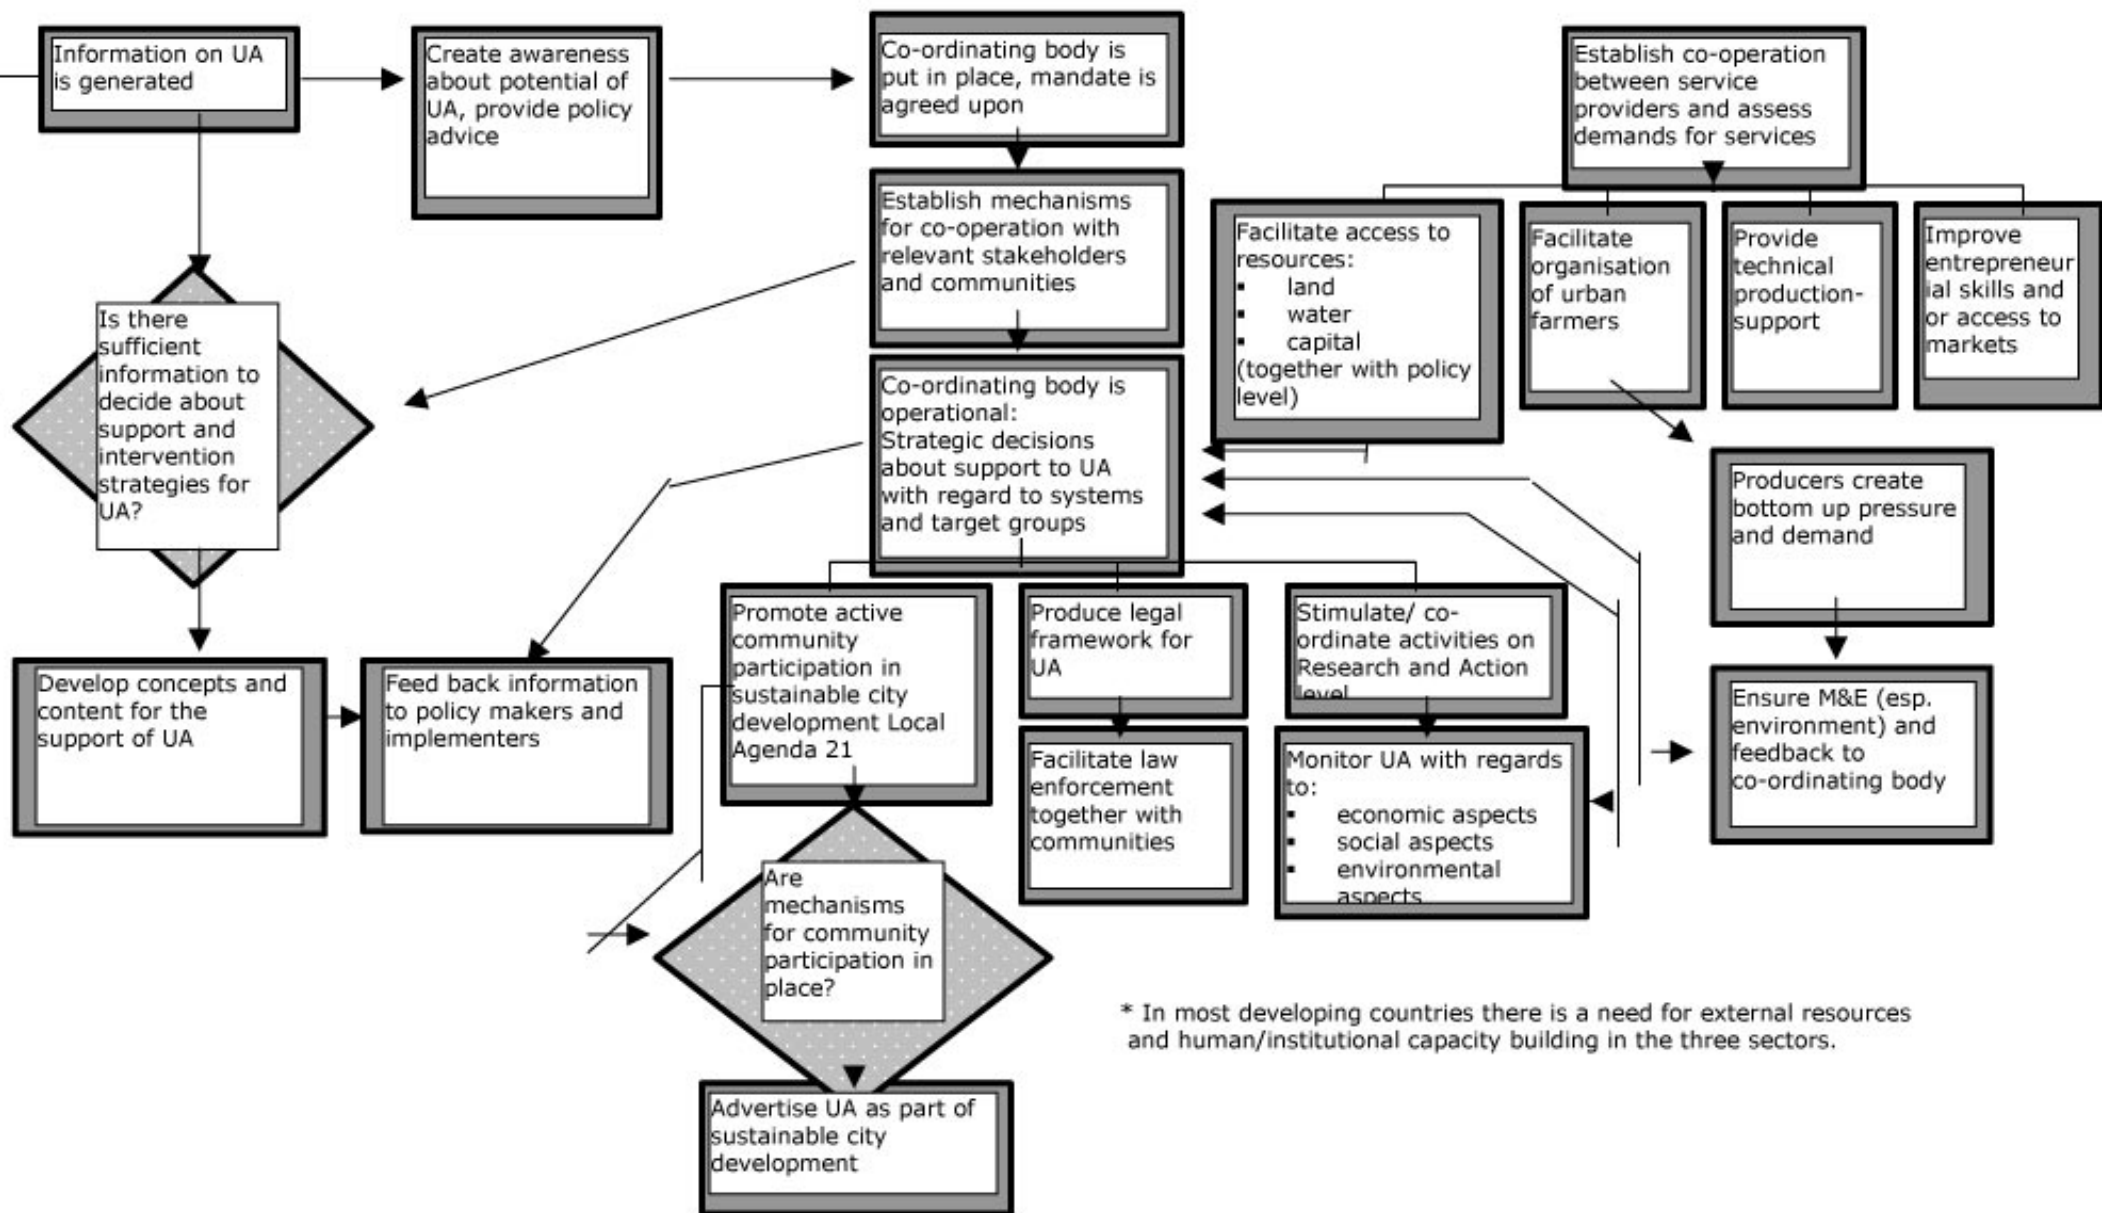 Information on UA
is generated
Create awareness
about potential of
UA, provide policy
advice
Co-ordinating body is
put in place, mandate is
agreed upon
Establish co-operation
between service
providers and assess
demands for services
Establish mechanisms
for co-operation with
relevant stakeholders
and communities
Facilitate access to
resources:
▪ land
▪ water
▪ capital
(together with policy
level)
Facilitate
organisation
of urban
farmers
Provide
technical
production-
support
Improve
entrepreneur
ial skills and
or access to
markets
Is there
sufficient
information to
decide about
support and
intervention
strategies for
UA?
Co-ordinating body is
operational:
Strategic decisions
about support to UA
with regard to systems
and target groups
Producers create
bottom up pressure
and demand
Develop concepts and
content for the
support of UA
Feed back information
to policy makers and
implementers
Promote active
community
participation in
sustainable city
development Local
Agenda 21
Produce legal
framework for
UA
Stimulate/ co-
ordinate activities on
Research and Action
level
Ensure M&E (esp.
environment) and
feedback to
co-ordinating body
Facilitate law
enforcement
together with
communities
Monitor UA with regards
to:
▪ economic aspects
▪ social aspects
▪ environmental
aspects
Are
mechanisms
for community
participation in
place?
* In most developing countries there is a need for external resources
and human/institutional capacity building in the three sectors.
Advertise UA as part of
sustainable city
development